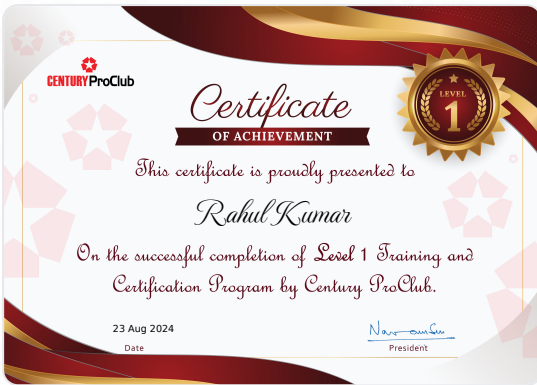 CENTURY ProClub
LEVEL
1
Certificate
OF ACHIEVEMENT
This certificate is proudly presented to
Rahul Kumar
On the successful completion of Level 1 Training and
Certification Program by Century ProClub.
23 Aug 2024
Date
President